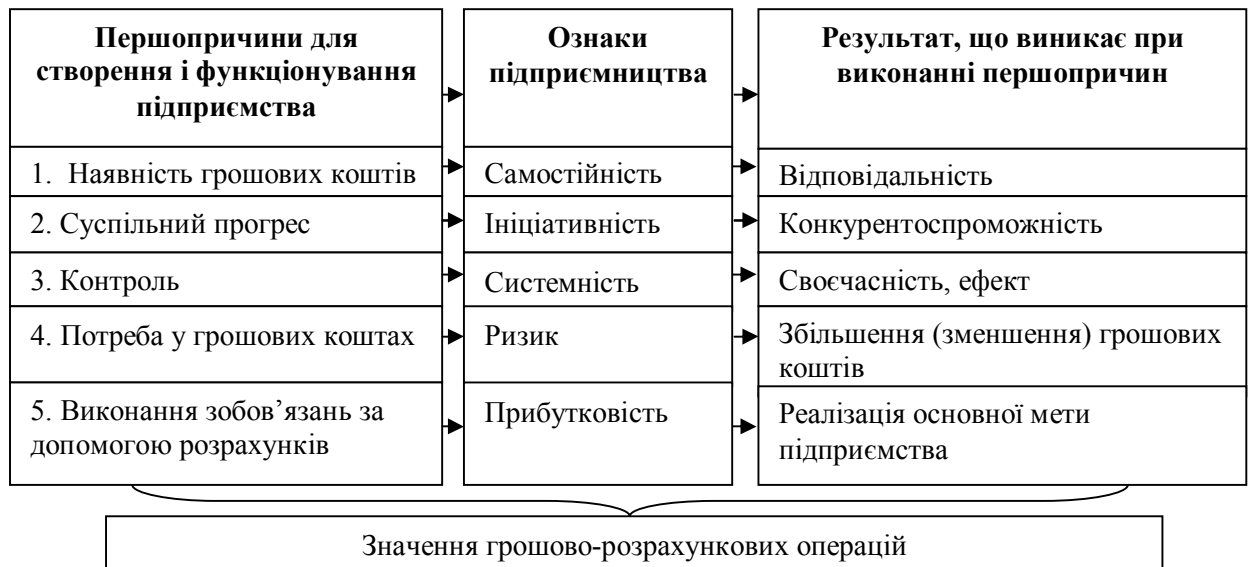 Першопричини для
створення і функціонування
підприємства
Ознаки
підприємництва
Результат, що виникає при
виконанні першопричин
1. Наявність грошових коштів
Самостійність
Відповідальність
2. Суспільний прогрес
Ініціативність
Конкурентоспроможність
3. Контроль
Системність
Своєчасність, ефект
4. Потреба у грошових коштах
Ризик
Збільшення (зменшення) грошових
коштів
5. Виконання зобов’язань за
допомогою розрахунків
Прибутковість
Реалізація основної мети
підприємства
Значення грошово-розрахункових операцій